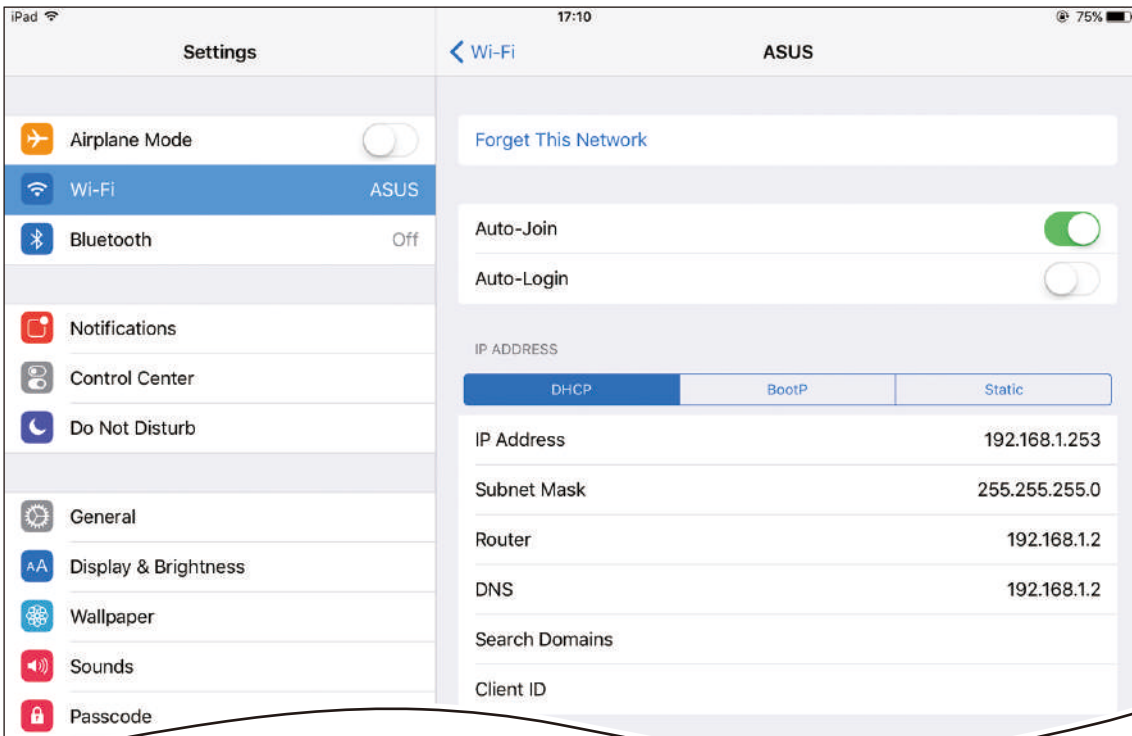 iPad 17:10 75%
Settings
Airplane Mode
Wi-Fi ASUS
Bluetooth Off
Notifications
Control Center
Do Not Disturb
General
AA Display & Brightness
Wallpaper
Sounds
Passcode
Wi-Fi ASUS
Forget This Network
Auto-Join
Auto-Login
IP ADDRESS
DHCP BootP Static
IP Address 192.168.1.253
Subnet Mask 255.255.255.0
Router 192.168.1.2
DNS 192.168.1.2
Search Domains
Client ID